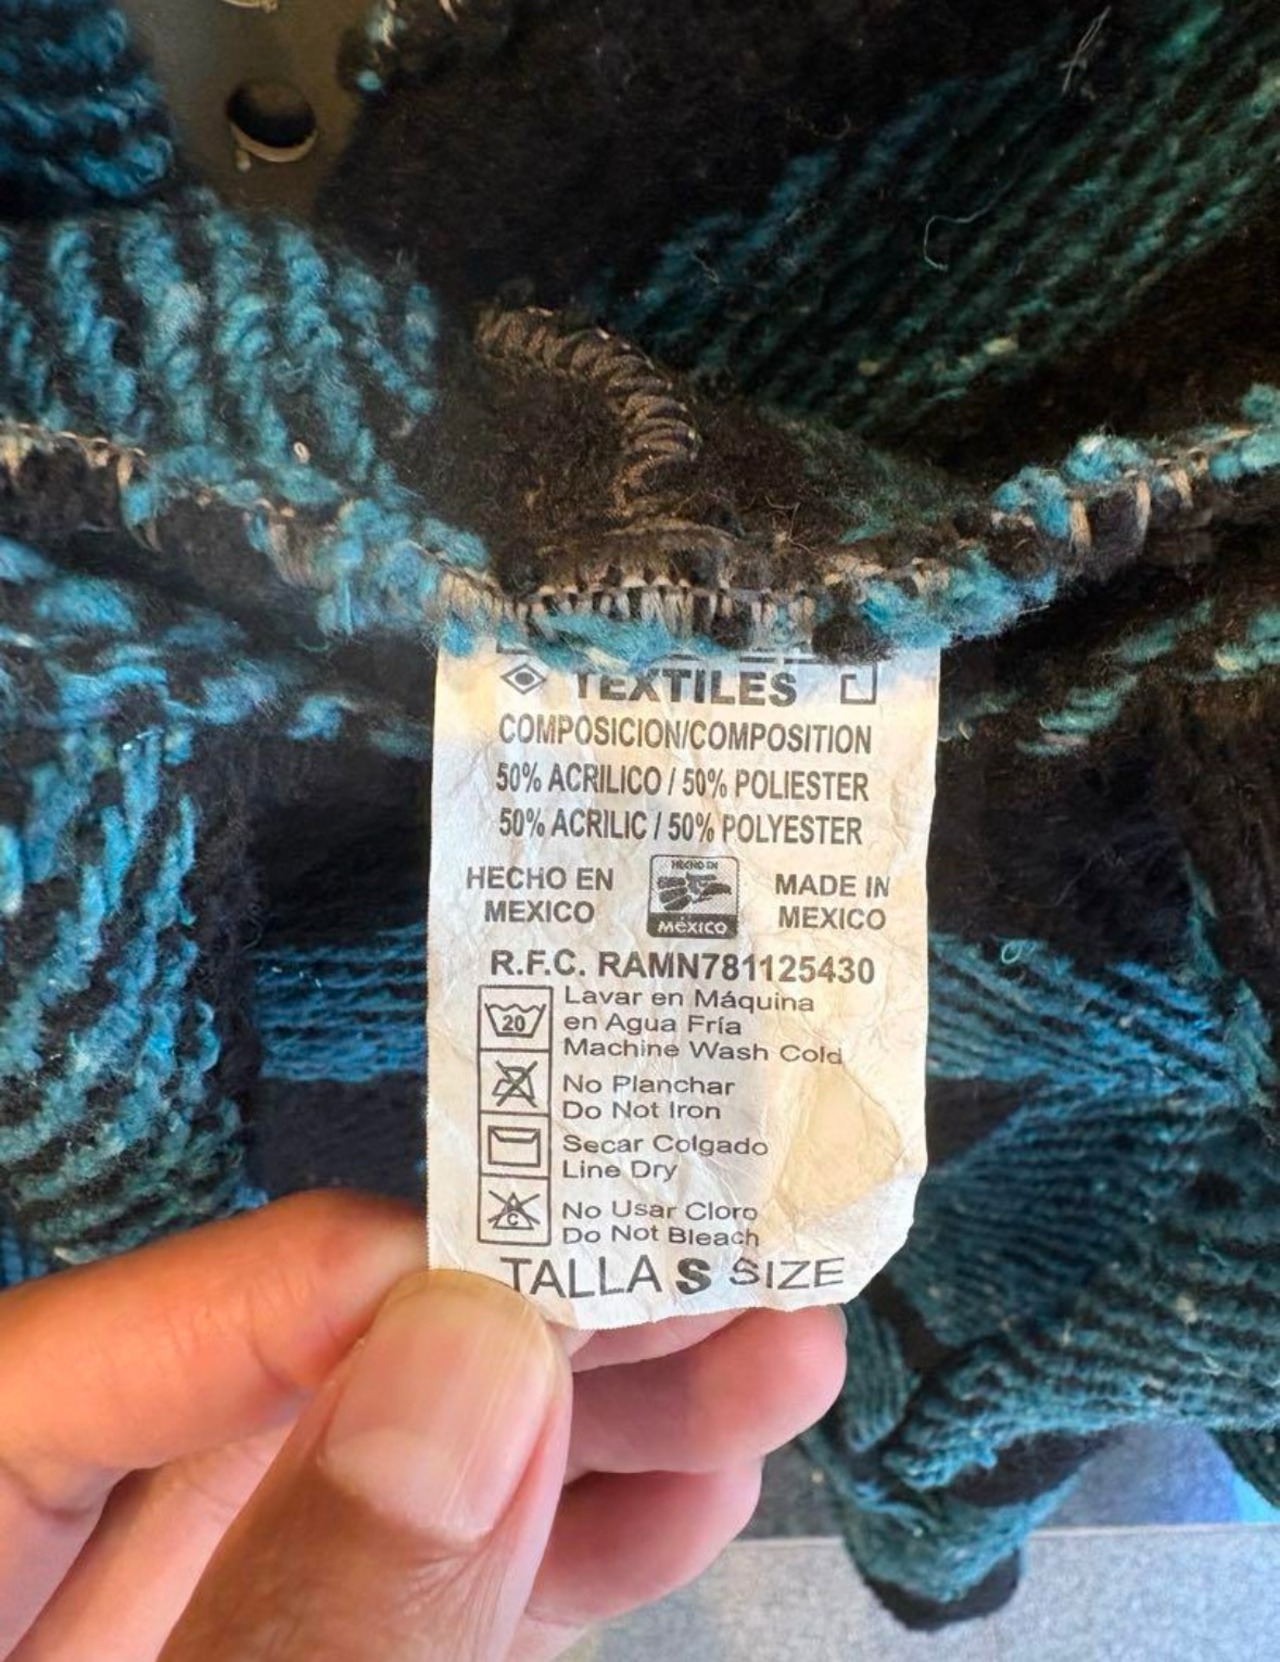 TEXTILES
COMPOSICION/COMPOSITION
50% ACRILICO / 50% POLIESTER
50% ACRILIC / 50% POLYESTER
HECHO EN
MEXICO
HECHO EN
MÉXICO
MADE IN
MEXICO
R.F.C. RAMN781125430
20
Lavar en Máquina
en Agua Fría
Machine Wash Cold
No Planchar
Do Not Iron
Secar Colgado
Line Dry
C
No Usar Cloro
Do Not Bleach
TALLA S SIZE